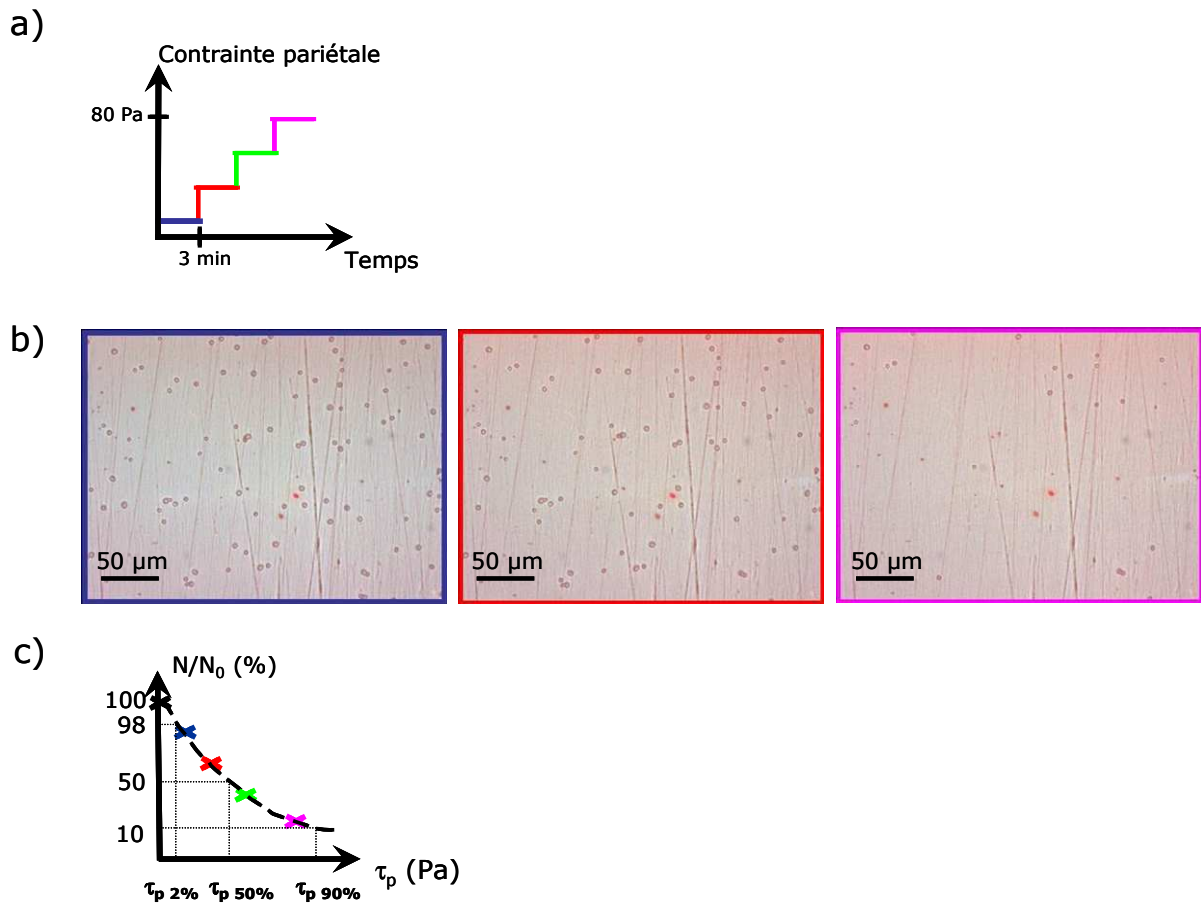 a)
Contrainte pariétale
80 Pa
3 min
Temps
b)
50 µm
50 µm
50 µm
c)
N/N₀ (%)
100
98
50
10
τp (Pa)
τp 2% τp 50% τp 90%